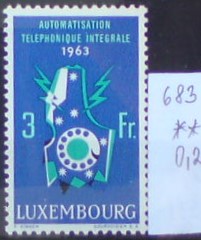 AUTOMATISATION
TELEPHONIQUE INTEGRALE
1963
3 Fr.
LUXEMBOURG
683
**
0,2